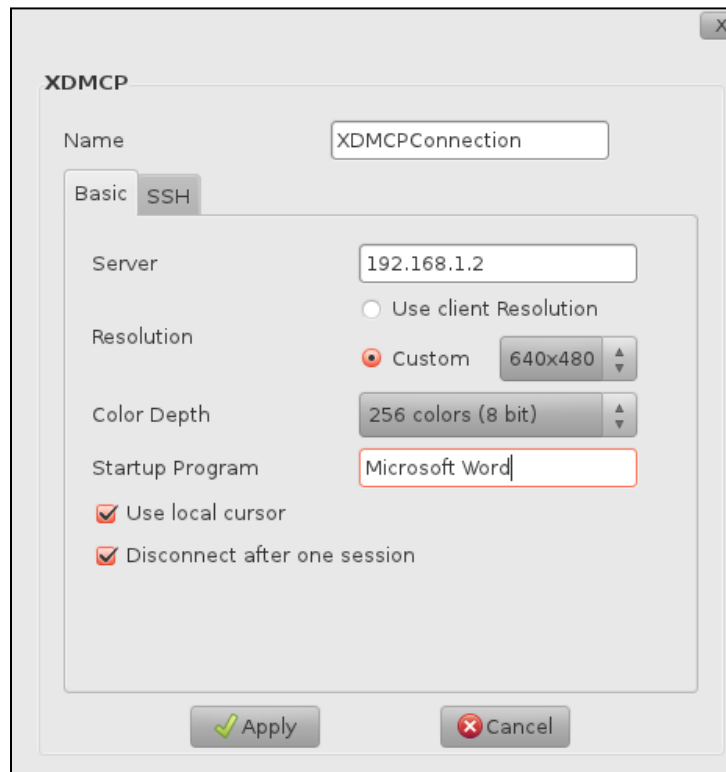 X
XDMCP
Name XDMCPConnection
Basic SSH
Server 192.168.1.2
Use client Resolution
Resolution
Custom 640x480
Color Depth 256 colors (8 bit)
Startup Program Microsoft Word
Use local cursor
Disconnect after one session
Apply Cancel